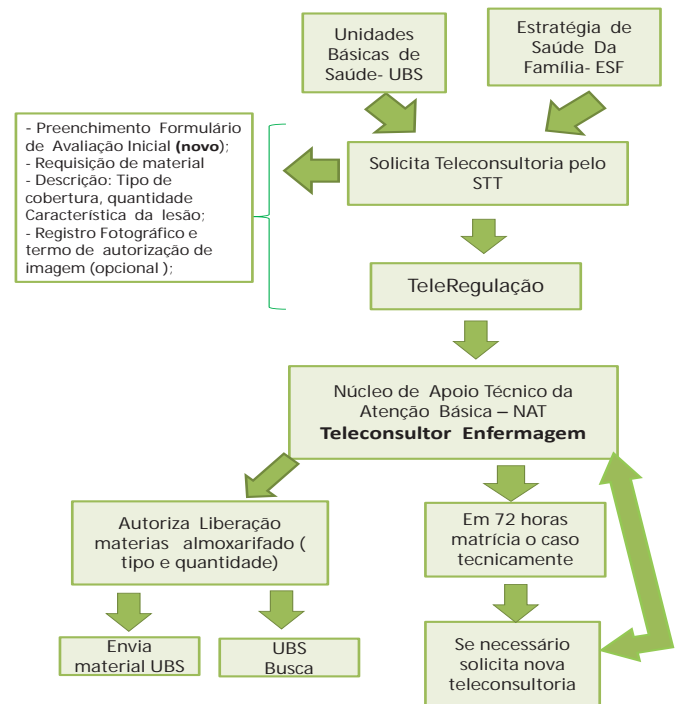 Unidades
Básicas de
Saúde- UBS
Estratégia de
Saúde Da
Família- ESF
- Preenchimento Formulário
de Avaliação Inicial (novo);
- Requisição de material
- Descrição: Tipo de
cobertura, quantidade
Característica da lesão;
- Registro Fotográfico e
termo de autorização de
imagem (opcional );
Solicita Teleconsultoria pelo
STT
TeleRegulação
Núcleo de Apoio Técnico da
Atenção Básica – NAT
Teleconsultor Enfermagem
Autoriza Liberação
materias almoxarifado (
tipo e quantidade)
Em 72 horas
matrícia o caso
tecnicamente
Envia
material UBS
UBS
Busca
Se necessário
solicita nova
teleconsultoria